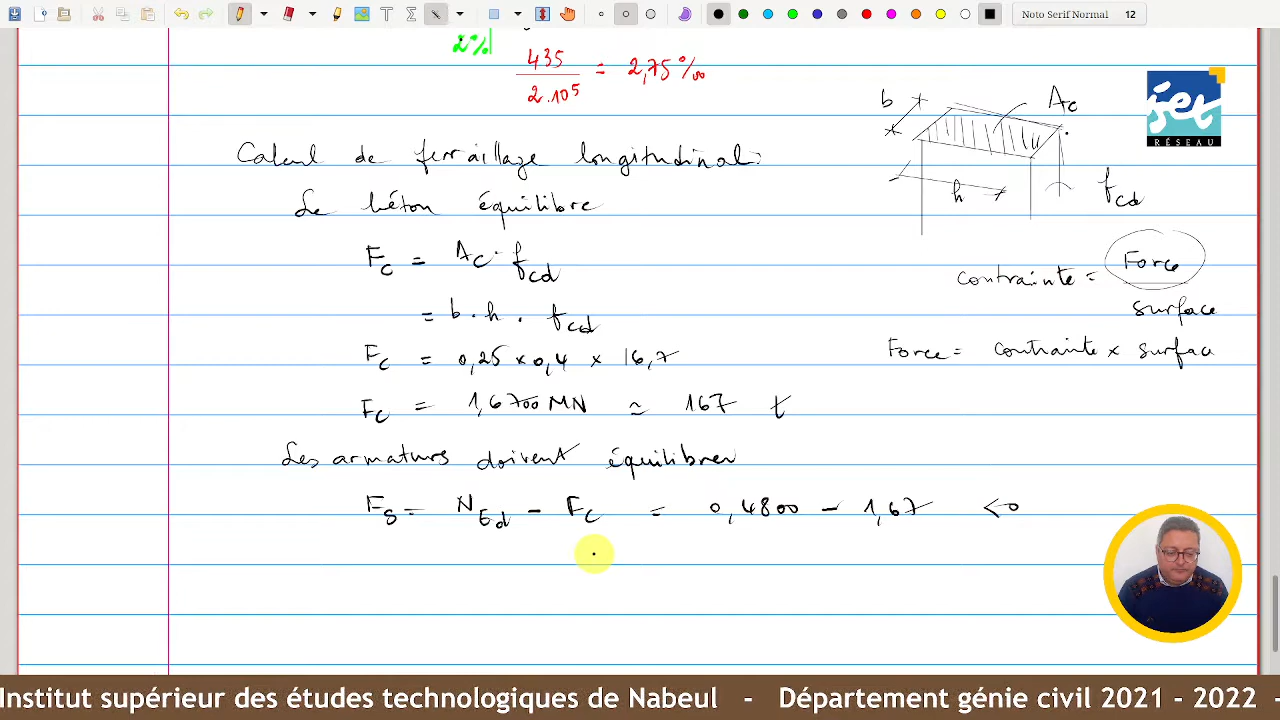 Noto Serif Normal 12
2%
435 / 2.10⁵ = 2,75‰
b Ac
iset
RÉSEAU
Calcul de ferraillage longitudinal:
h fcd
Le béton équilibre
Fc = Ac · fcd
contrainte = Force / surface
= b · h · fcd
Force = contrainte × surfac
Fc = 0,25 × 0,4 × 16,7
Fc = 1,6700 MN ≃ 167 t
Les armaturs doivent équilibrer
Fs = NEd - Fc = 0,4800 - 1,67 <0
Institut supérieur des études technologiques de Nabeul - Département génie civil 2021 - 2022